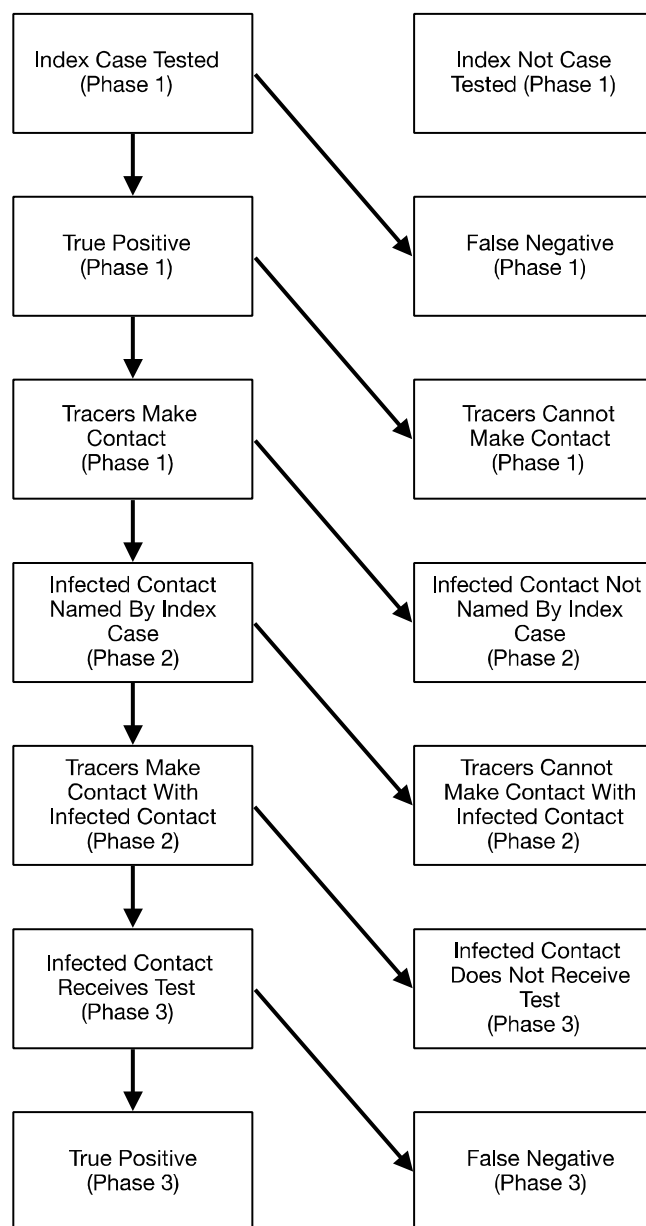 Index Case Tested
(Phase 1)
Index Not Case
Tested (Phase 1)
True Positive
(Phase 1)
False Negative
(Phase 1)
Tracers Make
Contact
(Phase 1)
Tracers Cannot
Make Contact
(Phase 1)
Infected Contact
Named By Index
Case
(Phase 2)
Infected Contact Not
Named By Index
Case
(Phase 2)
Tracers Make
Contact With
Infected Contact
(Phase 2)
Tracers Cannot
Make Contact With
Infected Contact
(Phase 2)
Infected Contact
Receives Test
(Phase 3)
Infected Contact
Does Not Receive
Test
(Phase 3)
True Positive
(Phase 3)
False Negative
(Phase 3)